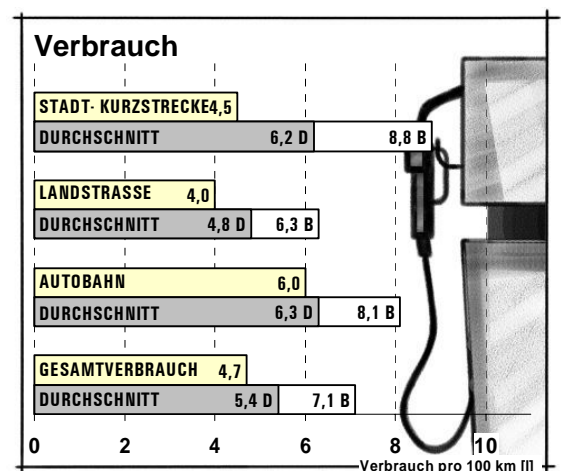 Verbrauch
STADT- KURZSTRECKE4,5
DURCHSCHNITT 6,2 D 8,8 B
LANDSTRASSE 4,0
DURCHSCHNITT 4,8 D 6,3 B
AUTOBAHN 6,0
DURCHSCHNITT 6,3 D 8,1 B
GESAMTVERBRAUCH 4,7
DURCHSCHNITT 5,4 D 7,1 B
0 2 4 6 8 10
Verbrauch pro 100 km [l]